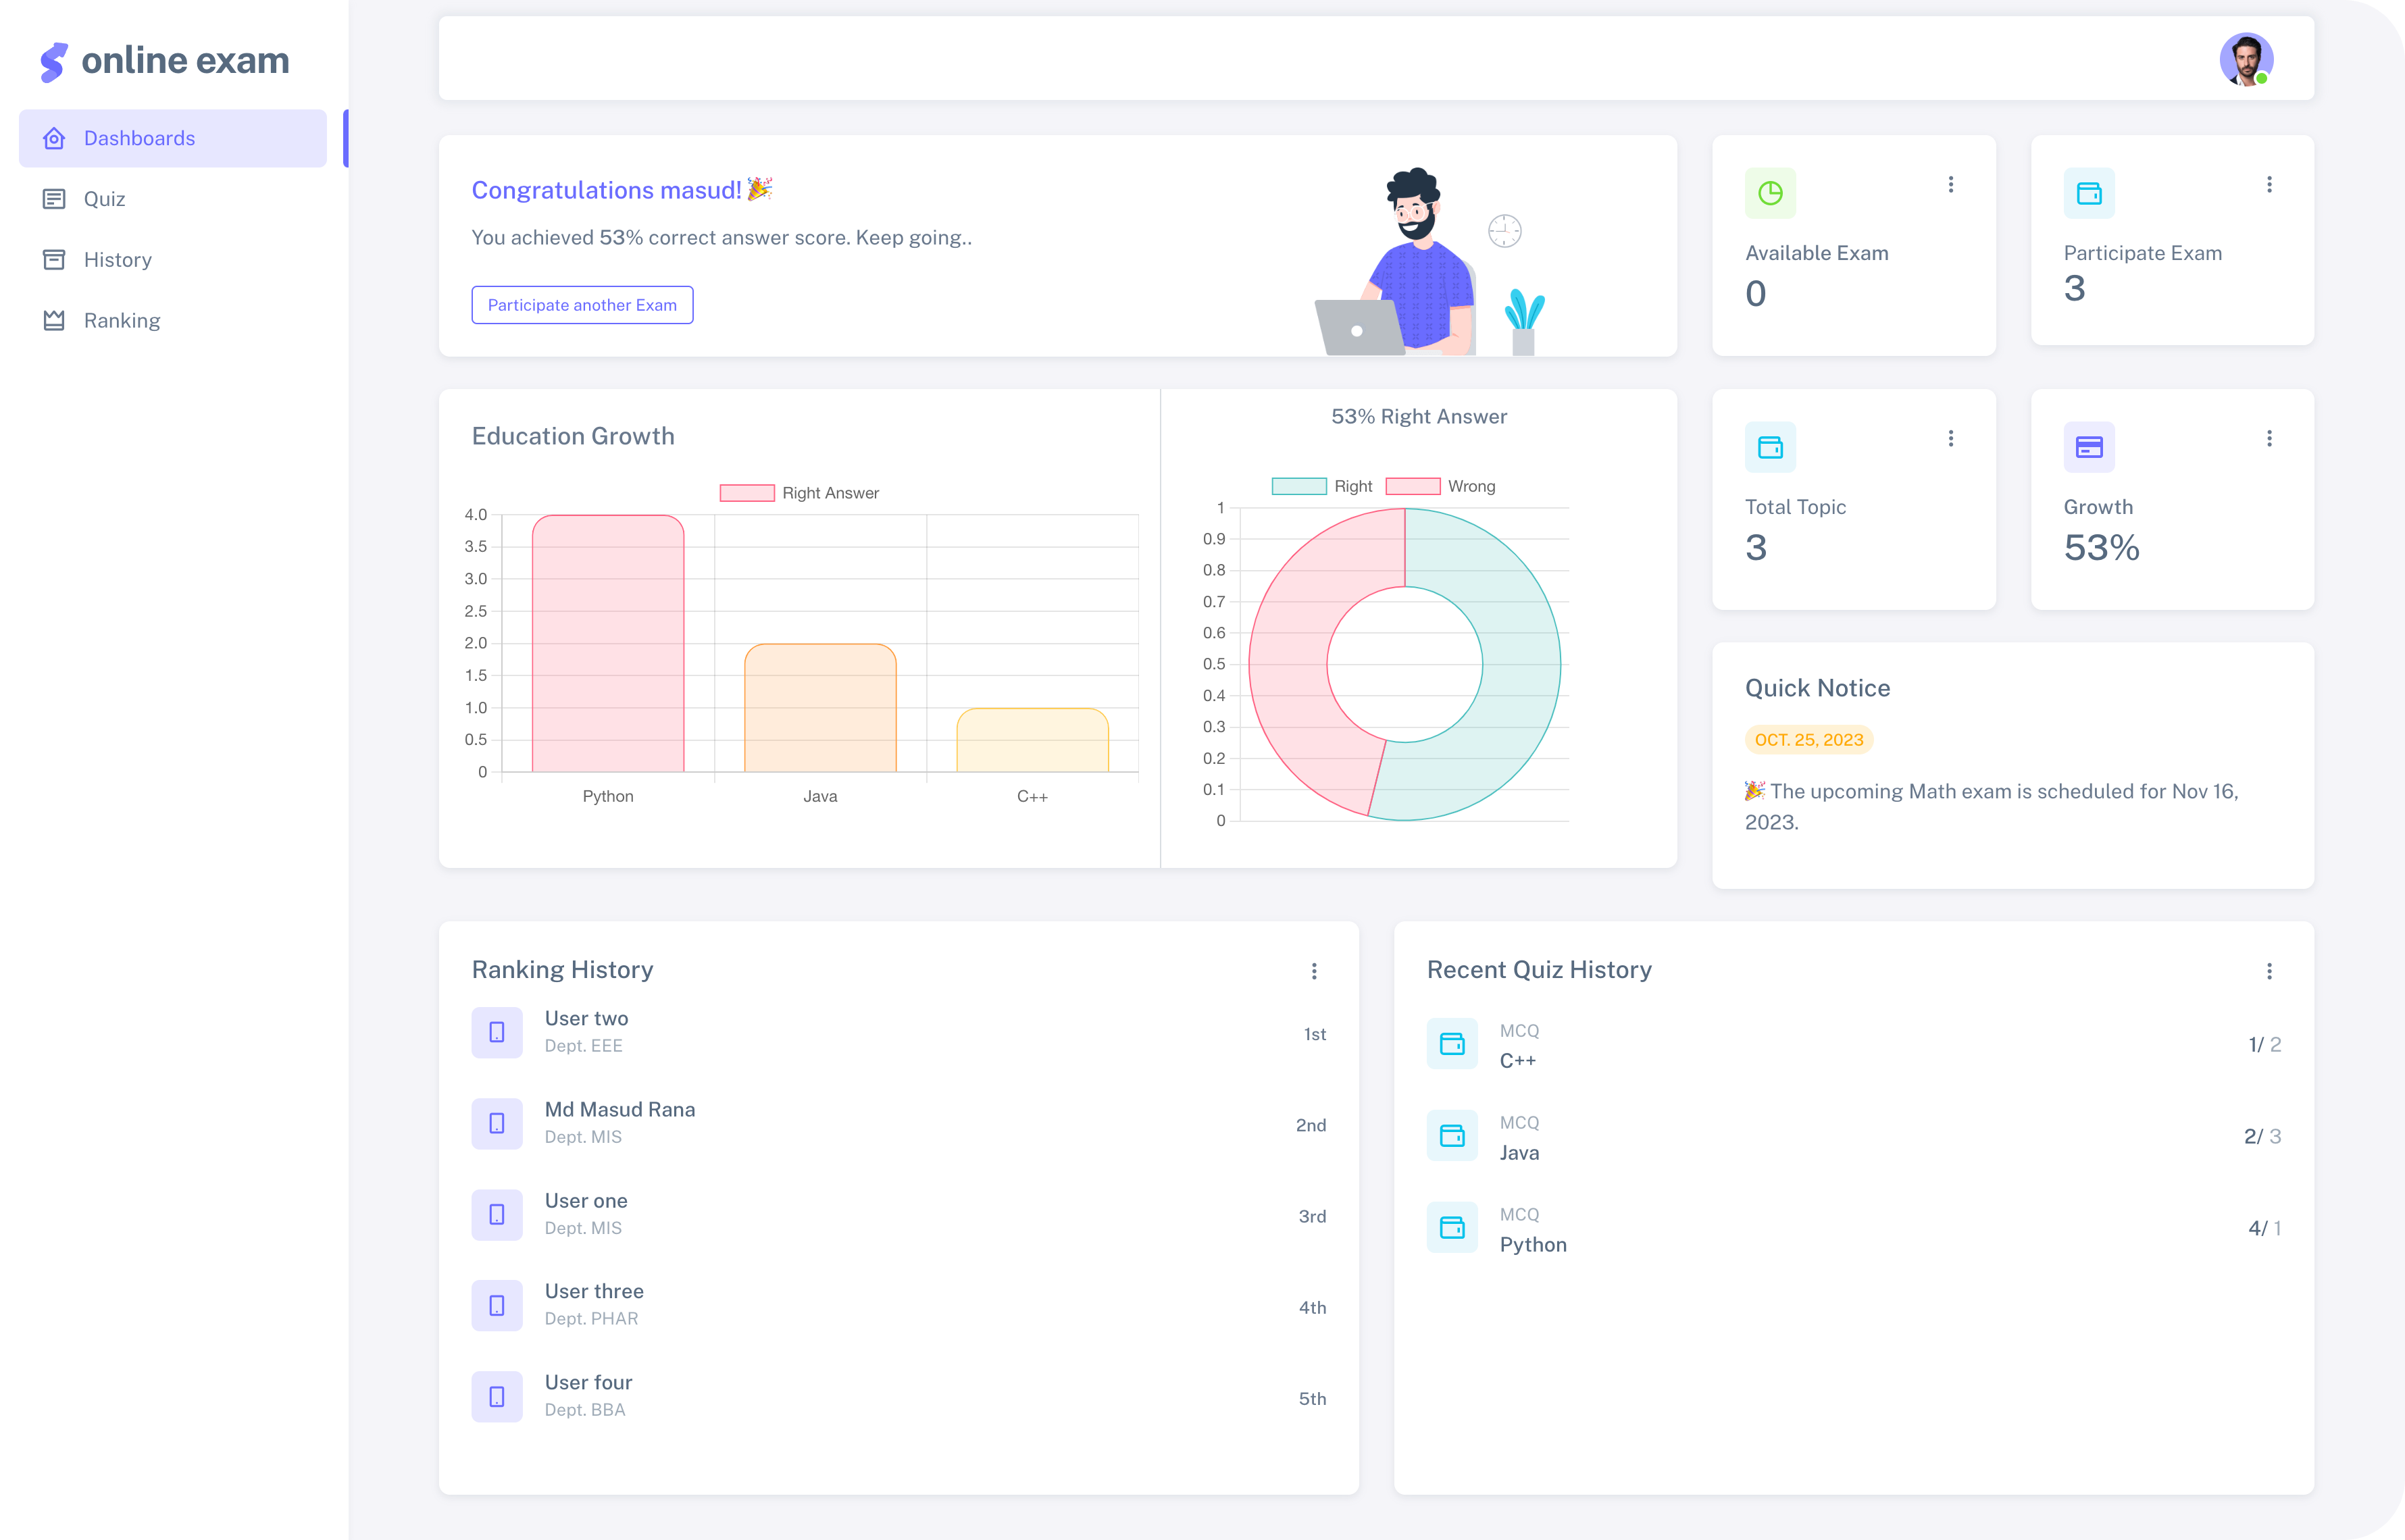 online exam
Dashboards
Quiz
History
Ranking
Congratulations masud!🎉
You achieved 53% correct answer score. Keep going..
Participate another Exam
Available Exam
0
Participate Exam
3
Education Growth
Right Answer
4.0
3.5
3.0
2.5
2.0
1.5
1.0
0.5
0
Python Java C++
53% Right Answer
Right Wrong
1
0.9
0.8
0.7
0.6
0.5
0.4
0.3
0.2
0.1
0
Total Topic
3
Growth
53%
Quick Notice
OCT. 25, 2023
🎉 The upcoming Math exam is scheduled for Nov 16,
2023.
Ranking History
User two
Dept. EEE
1st
Md Masud Rana
Dept. MIS
2nd
User one
Dept. MIS
3rd
User three
Dept. PHAR
4th
User four
Dept. BBA
5th
Recent Quiz History
MCQ
C++
1/ 2
MCQ
Java
2/ 3
MCQ
Python
4/ 1